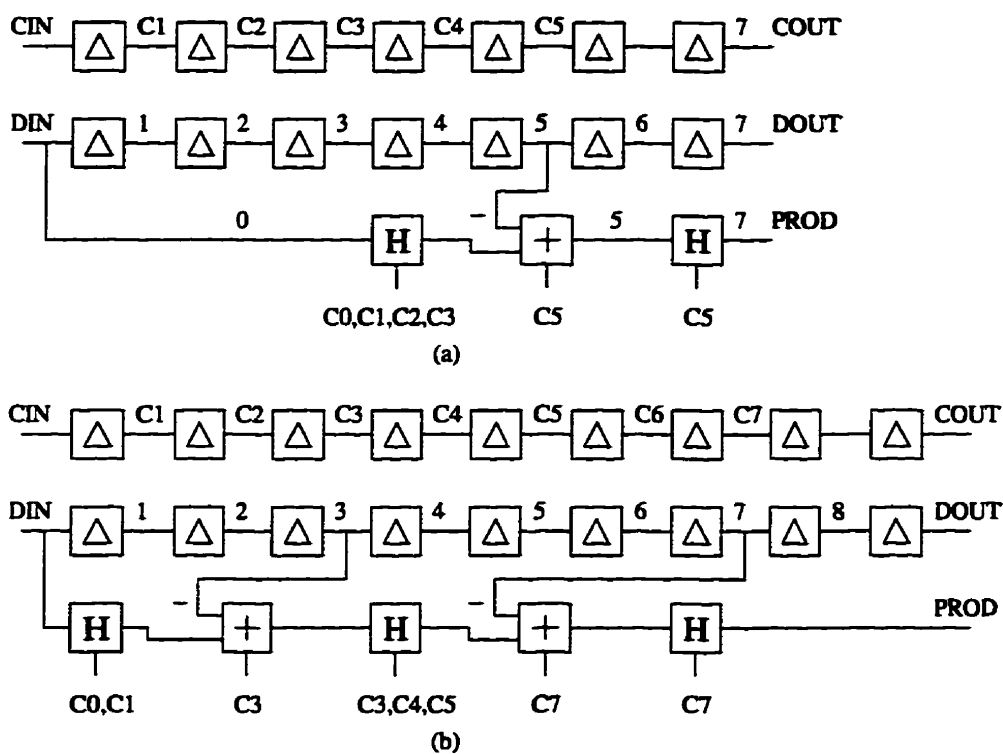 CIN C1 C2 C3 C4 C5 7 COUT
Δ Δ Δ Δ Δ Δ Δ
DIN 1 2 3 4 5 6 7 DOUT
Δ Δ Δ Δ Δ Δ Δ
0 − 5 7 PROD
H + H
C0,C1,C2,C3 C5 C5
(a)
CIN C1 C2 C3 C4 C5 C6 C7 COUT
Δ Δ Δ Δ Δ Δ Δ Δ Δ
DIN 1 2 3 4 5 6 7 8 DOUT
Δ Δ Δ Δ Δ Δ Δ Δ Δ
− − PROD
H + H + H
C0,C1 C3 C3,C4,C5 C7 C7
(b)